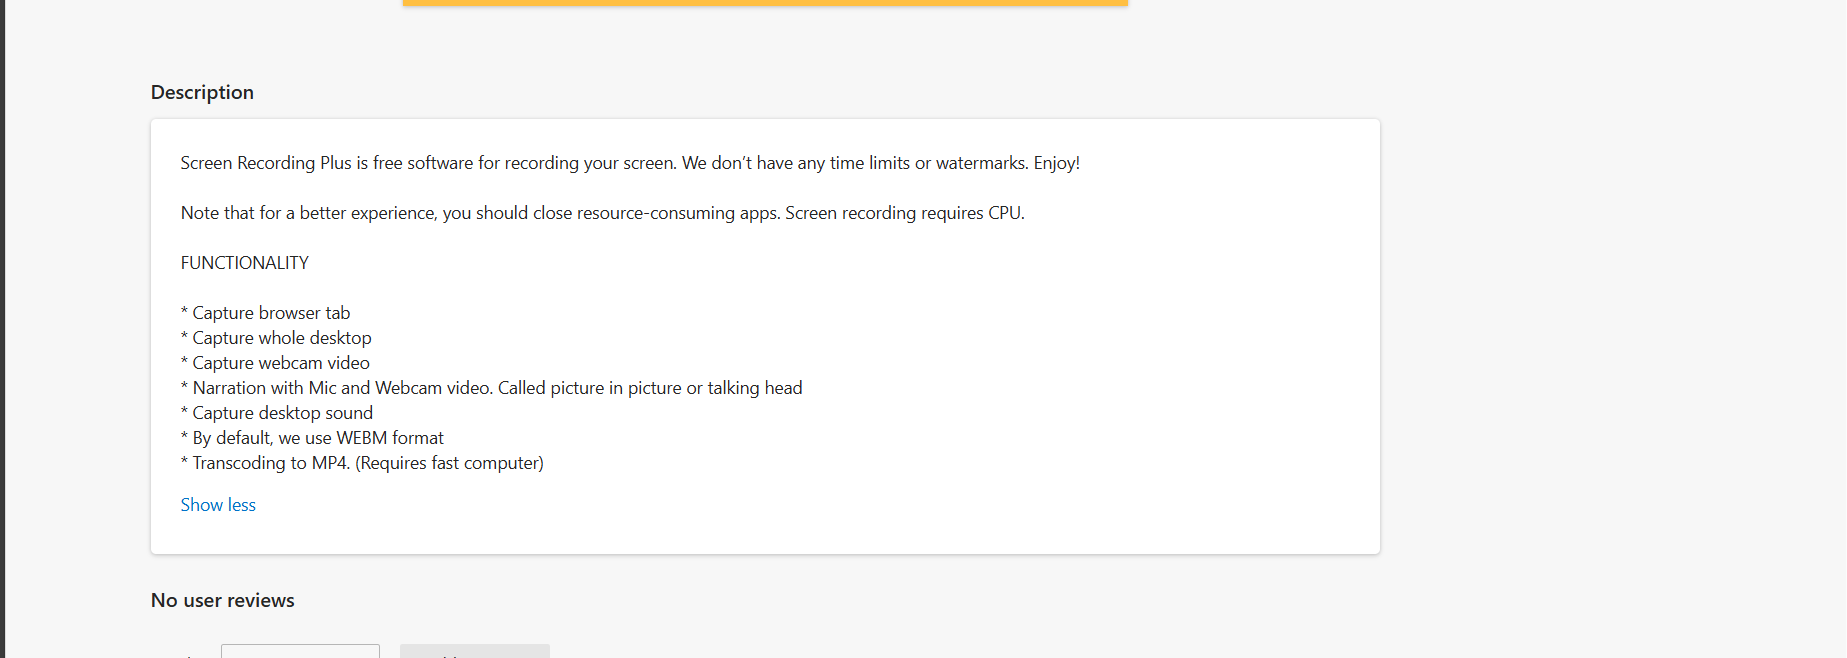 Description
Screen Recording Plus is free software for recording your screen. We don’t have any time limits or watermarks. Enjoy!
Note that for a better experience, you should close resource-consuming apps. Screen recording requires CPU.
FUNCTIONALITY
* Capture browser tab
* Capture whole desktop
* Capture webcam video
* Narration with Mic and Webcam video. Called picture in picture or talking head
* Capture desktop sound
* By default, we use WEBM format
* Transcoding to MP4. (Requires fast computer)
Show less
No user reviews